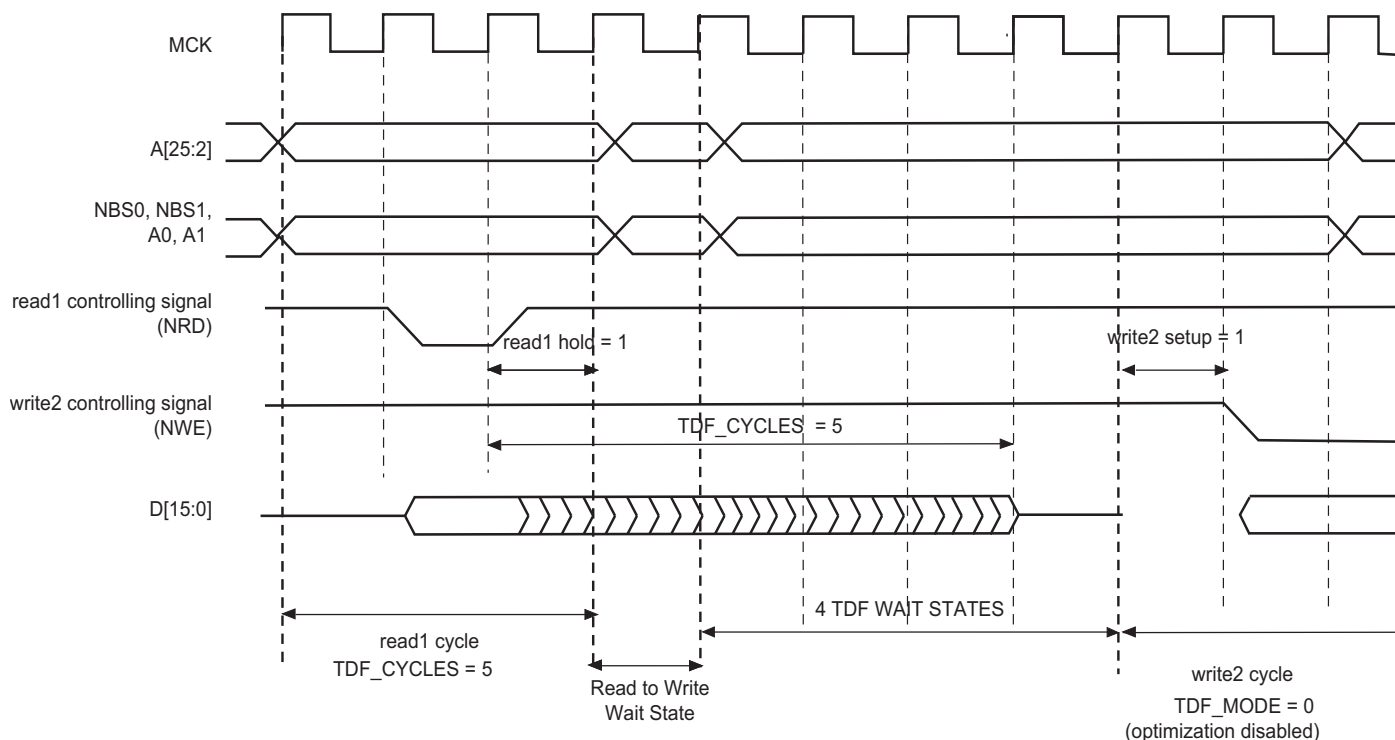 MCK
A[25:2]
NBS0, NBS1,
A0, A1
read1 controlling signal
(NRD)
read1 hold = 1
write2 setup = 1
write2 controlling signal
(NWE)
TDF_CYCLES = 5
D[15:0]
4 TDF WAIT STATES
read1 cycle
TDF_CYCLES = 5
Read to Write
Wait State
write2 cycle
TDF_MODE = 0
(optimization disabled)